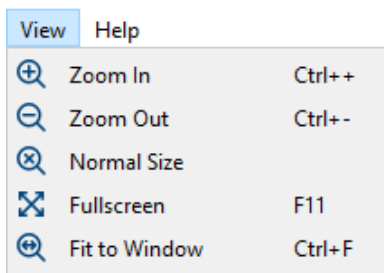 View Help
Zoom In Ctrl++
Zoom Out Ctrl+-
Normal Size
Fullscreen F11
Fit to Window Ctrl+F